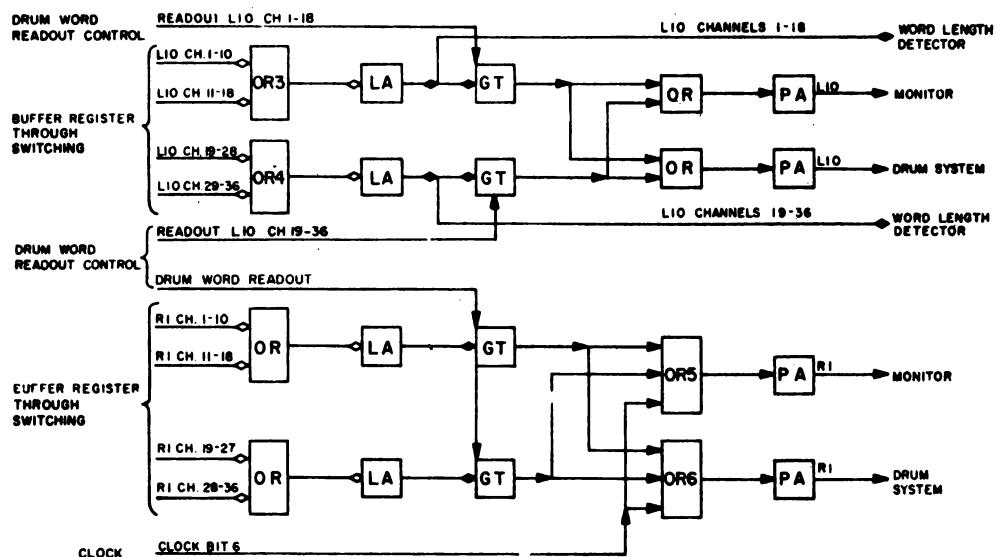 DRUM WORD
READOUT CONTROL
READOUT L10 CH 1-18
L10 CHANNELS 1-18
WORD LENGTH
DETECTOR
BUFFER REGISTER
THROUGH
SWITCHING
L10 CH. 1-10
L10 CH 11-18
OR3
LA
GT
OR
PA
L10
MONITOR
L10 CH. 19-28
L10 CH. 29-36
OR4
LA
GT
OR
PA
L10
DRUM SYSTEM
L10 CHANNELS 19-36
WORD LENGTH
DETECTOR
DRUM WORD
READOUT CONTROL
READOUT L10 CH 19-36
DRUM WORD READOUT
EUFFER REGISTER
THROUGH
SWITCHING
R1 CH. 1-10
R1 CH. 11-18
OR
LA
GT
OR5
PA
R1
MONITOR
R1 CH. 19-27
R1 CH. 28-36
OR
LA
GT
OR6
PA
R1
DRUM
SYSTEM
CLOCK
CLOCK BIT 6